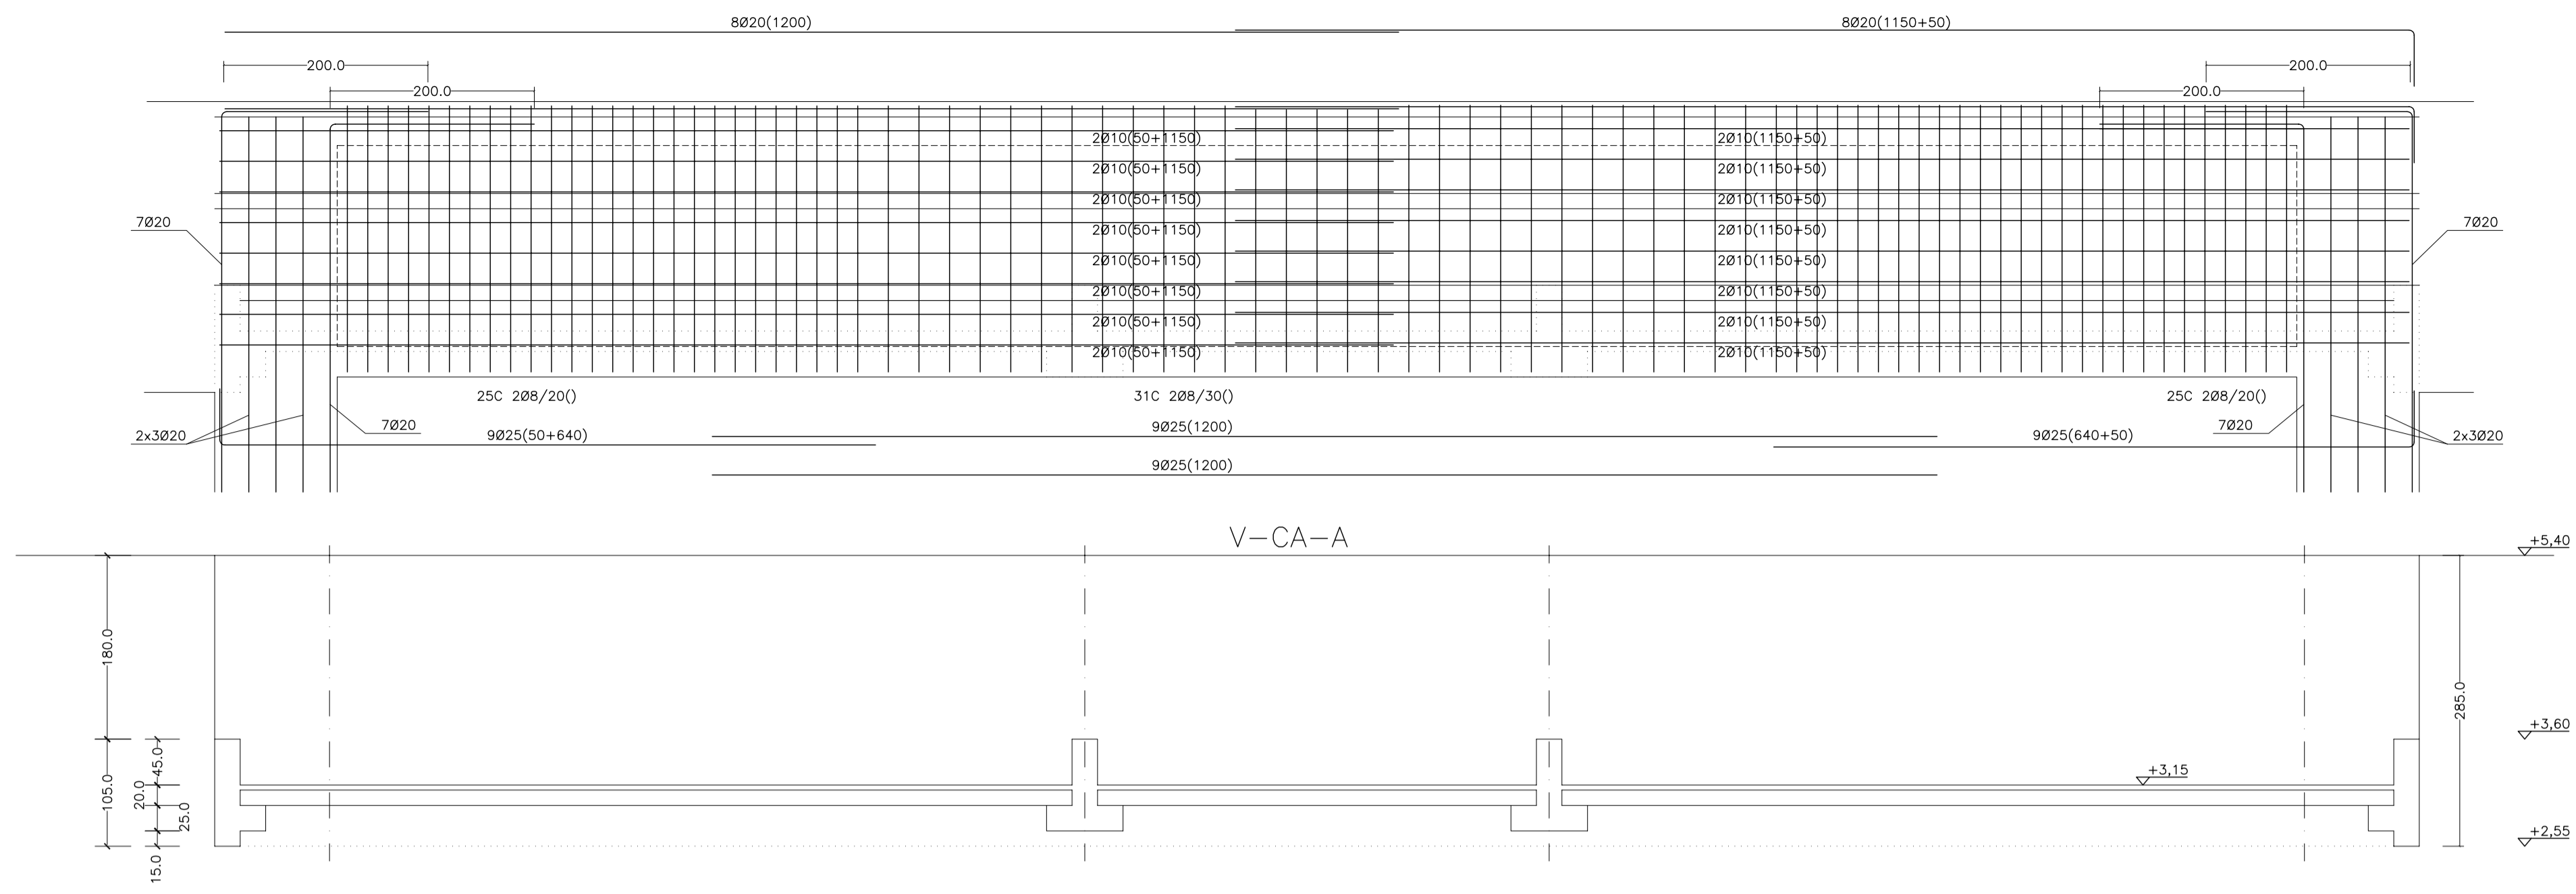 8Ø20(1200) 8Ø20(1150+50)
200.0 200.0
200.0 200.0
2Ø10(50+1150) 2Ø10(1150+50)
2Ø10(50+1150) 2Ø10(1150+50)
2Ø10(50+1150) 2Ø10(1150+50)
7Ø20 2Ø10(50+1150) 2Ø10(1150+50) 7Ø20
2Ø10(50+1150) 2Ø10(1150+50)
2Ø10(50+1150) 2Ø10(1150+50)
2Ø10(50+1150) 2Ø10(1150+50)
2Ø10(50+1150) 2Ø10(1150+50)
25C 2Ø8/20() 31C 2Ø8/30() 25C 2Ø8/20()
7Ø20 9Ø25(1200) 7Ø20
2x3Ø20 9Ø25(50+640) 9Ø25(640+50) 2x3Ø20
9Ø25(1200)
V-CA-A
+5,40
180.0
285.0
+3,60
45.0
+3,15
105.0
20.0
25.0
+2,55
15.0